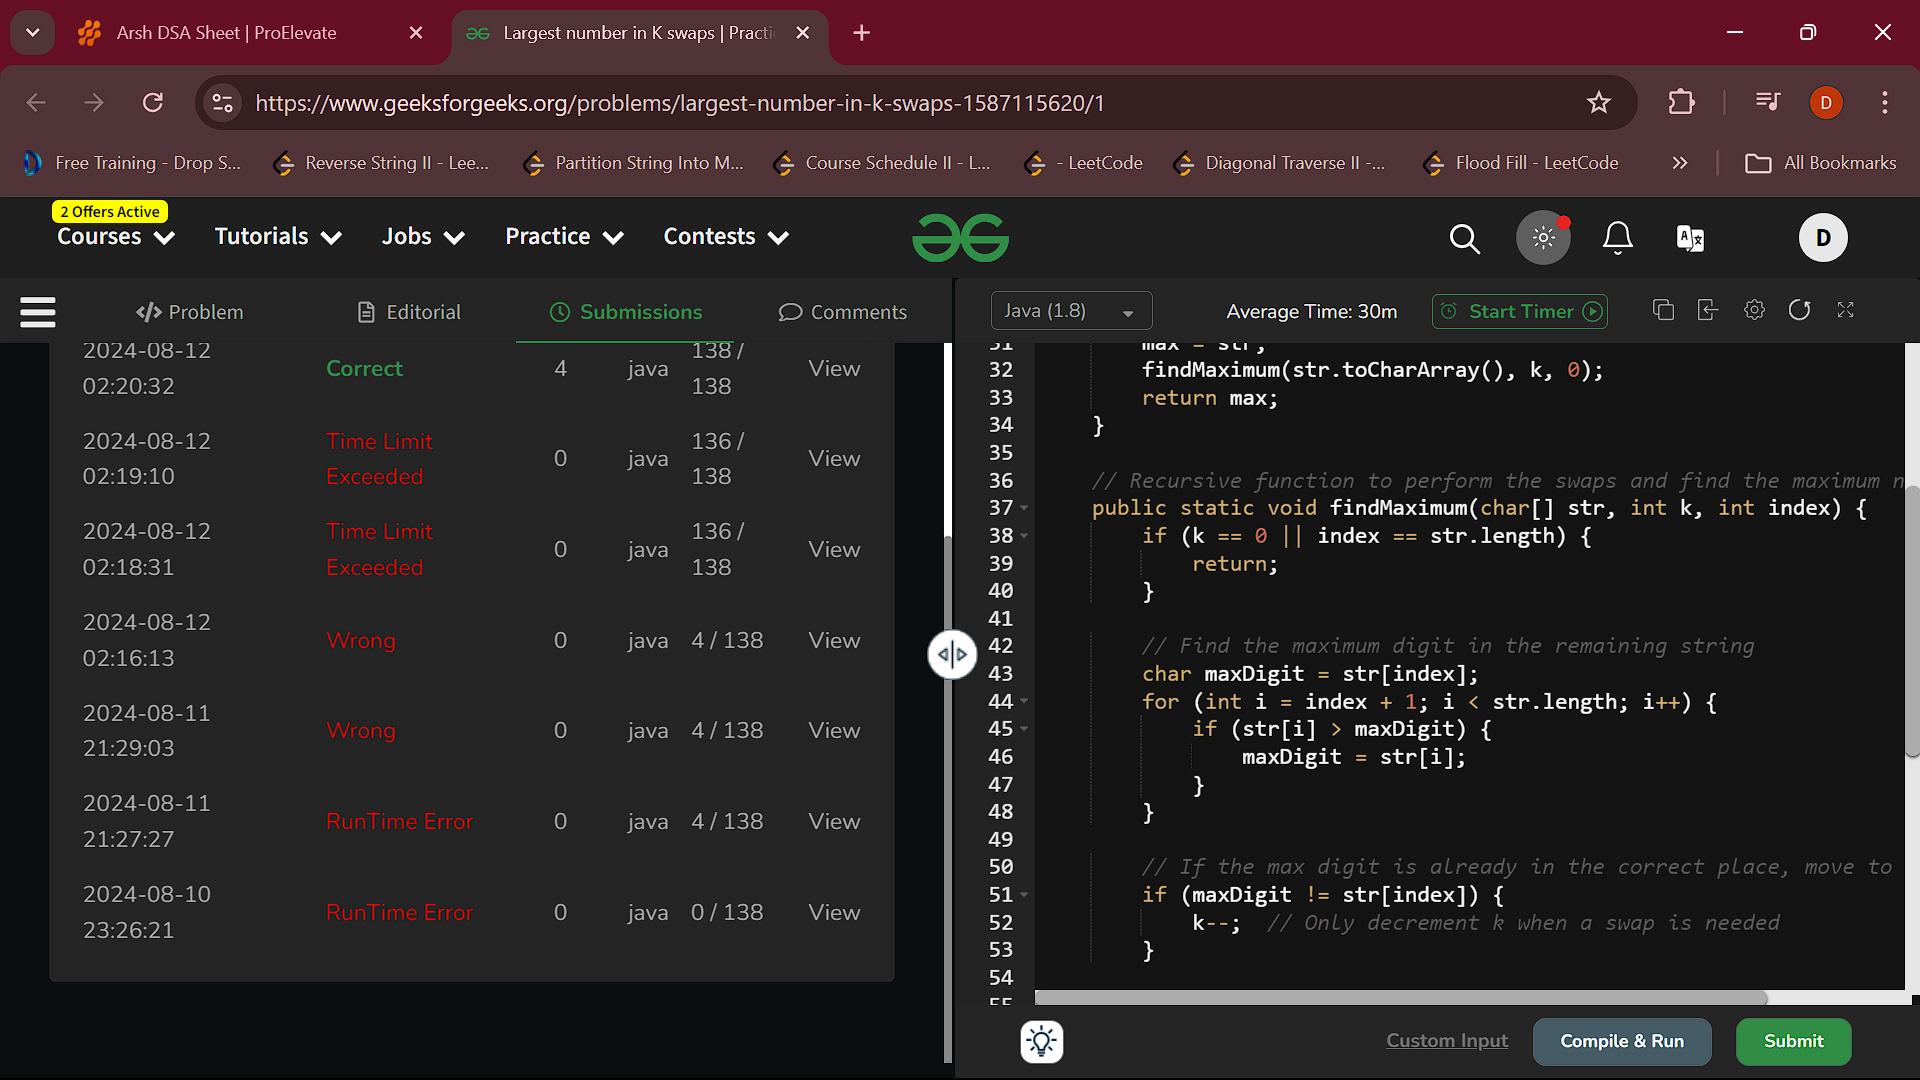 Arsh DSA Sheet | ProElevate
Largest number in K swaps | Practi
https://www.geeksforgeeks.org/problems/largest-number-in-k-swaps-1587115620/1
D
Free Training - Drop S...
Reverse String II - Lee...
Partition String Into M...
Course Schedule II - L...
- LeetCode
Diagonal Traverse II -...
Flood Fill - LeetCode
All Bookmarks
2 Offers Active
Courses
Tutorials
Jobs
Practice
Contests
D
Problem
Editorial
Submissions
Comments
Java (1.8)
Average Time: 30m
Start Timer
2024-08-12 02:20:32 Correct 4 java 138 / 138 View
2024-08-12 02:19:10 Time Limit Exceeded 0 java 136 / 138 View
2024-08-12 02:18:31 Time Limit Exceeded 0 java 136 / 138 View
2024-08-12 02:16:13 Wrong 0 java 4 / 138 View
2024-08-11 21:29:03 Wrong 0 java 4 / 138 View
2024-08-11 21:27:27 RunTime Error 0 java 4 / 138 View
2024-08-10 23:26:21 RunTime Error 0 java 0 / 138 View
31 max = str;
32 findMaximum(str.toCharArray(), k, 0);
33 return max;
34 }
35
36 // Recursive function to perform the swaps and find the maximum n
37 public static void findMaximum(char[] str, int k, int index) {
38 if (k == 0 || index == str.length) {
39 return;
40 }
41
42 // Find the maximum digit in the remaining string
43 char maxDigit = str[index];
44 for (int i = index + 1; i < str.length; i++) {
45 if (str[i] > maxDigit) {
46 maxDigit = str[i];
47 }
48 }
49
50 // If the max digit is already in the correct place, move to
51 if (maxDigit != str[index]) {
52 k--; // Only decrement k when a swap is needed
53 }
54
55
Custom Input
Compile & Run
Submit